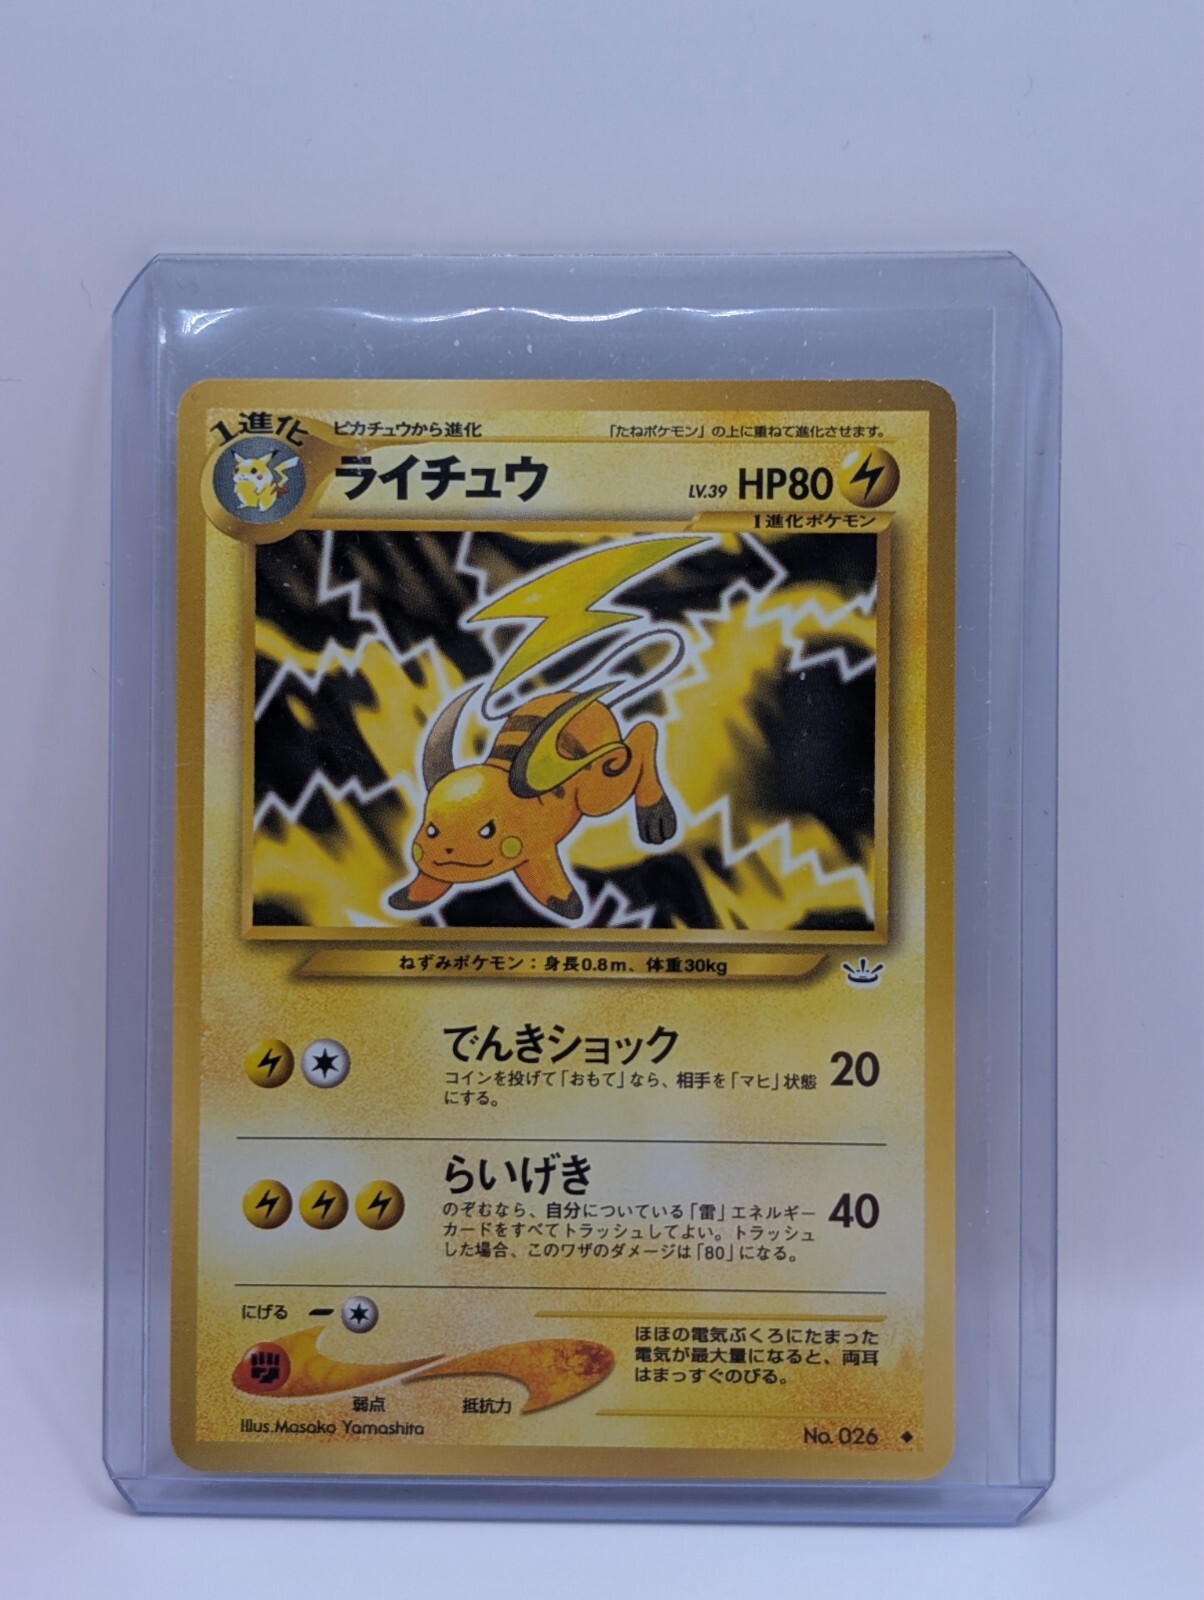 1進化
ピカチュウから進化
「たねポケモン」の上に重ねて進化させます。
ライチュウ
LV.39 HP80
1進化ポケモン
ねずみポケモン：身長0.8m、体重30kg
でんきショック
20
コインを投げて「おもて」なら、相手を「マヒ」状態
にする。
らいげき
40
のぞむなら、自分についている「雷」エネルギー
カードをすべてトラッシュしてよい。トラッシュ
した場合、このワザのダメージは「80」になる。
にげる
弱点
抵抗力
ほほの電気ぶくろにたまった
電気が最大量になると、両耳
はまっすぐのびる。
Illus.Masako Yamashita
No. 026